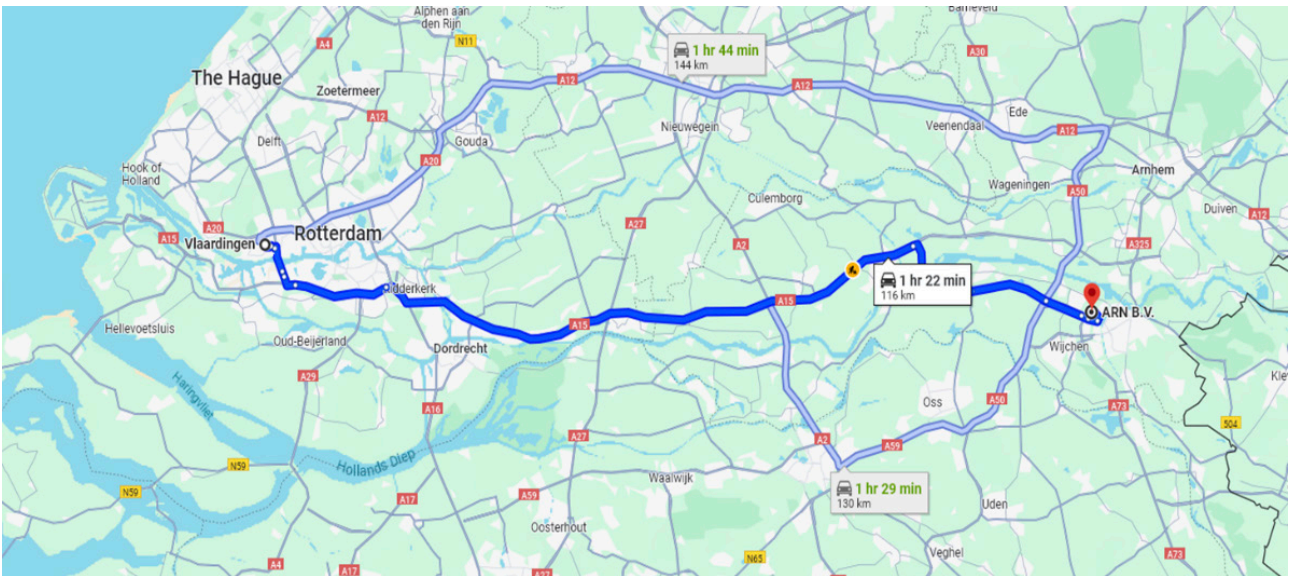 Alphen aan
den Rijn
Barneveld
A4
N11
1 hr 44 min
144 km
A30
The Hague
Zoetermeer
A12
A12
A12
Ede
Nieuwegein
Veenendaal
A12
Delft
Gouda
A20
Arnhem
Hook of
Holland
Wageningen
A50
Culemborg
Duiven
A12
A20
A15
Vlaardingen
Rotterdam
A27
A2
A325
1 hr 22 min
116 km
Ridderkerk
A15
ARN B.V.
Hellevoetsluis
Oud-Beijerland
A15
Dordrecht
Wijchen
A29
Haringvliet
A16
Oss
A50
A73
504
A27
A2
A59
Hollands Diep
N59
Waalwijk
1 hr 29 min
130 km
N59
A17
A59
Uden
Oosterhout
Veghel
N65
A73
A4
A17
A27